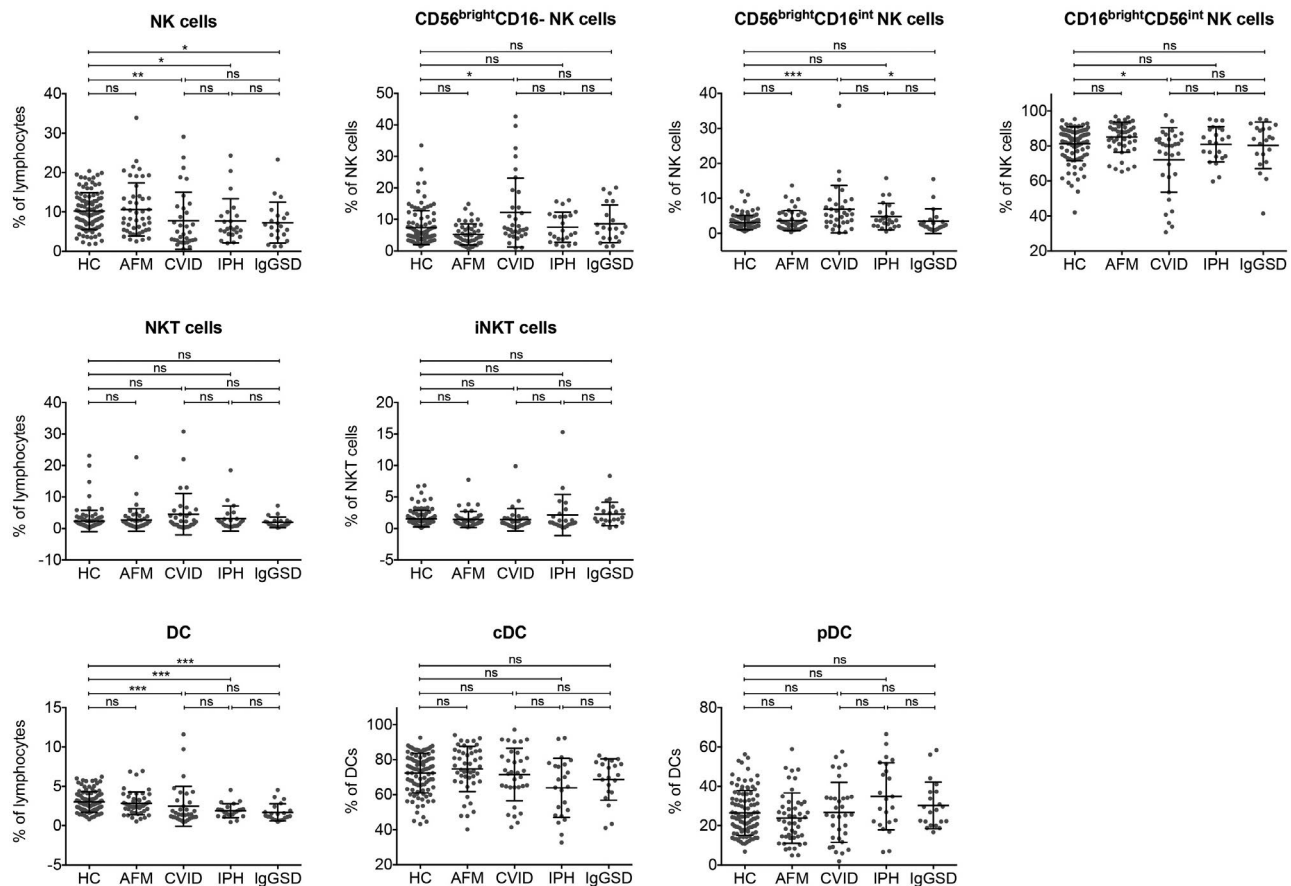 NK cells
*
*
** ns
ns ns ns
% of lymphocytes
40
30
20
10
0
HC AFM CVID IPH IgGSD
CD56brightCD16- NK cells
ns
ns
* ns
ns ns ns
% of NK cells
50
40
30
20
10
0
HC AFM CVID IPH IgGSD
CD56brightCD16int NK cells
ns
ns
*** *
ns ns ns
% of NK cells
40
30
20
10
0
HC AFM CVID IPH IgGSD
CD16brightCD56int NK cells
ns
ns
* ns
ns ns ns
% of NK cells
100
80
60
40
20
HC AFM CVID IPH IgGSD
NKT cells
ns
ns
ns ns
ns ns ns
% of lymphocytes
40
30
20
10
0
-10
HC AFM CVID IPH IgGSD
iNKT cells
ns
ns
ns ns
ns ns ns
% of NKT cells
20
15
10
5
0
-5
HC AFM CVID IPH IgGSD
DC
***
***
*** ns
ns ns ns
% of lymphocytes
15
10
5
0
-5
HC AFM CVID IPH IgGSD
cDC
ns
ns
ns ns
ns ns ns
% of DCs
100
80
60
40
20
HC AFM CVID IPH IgGSD
pDC
ns
ns
ns ns
ns ns ns
% of DCs
80
60
40
20
0
HC AFM CVID IPH IgGSD